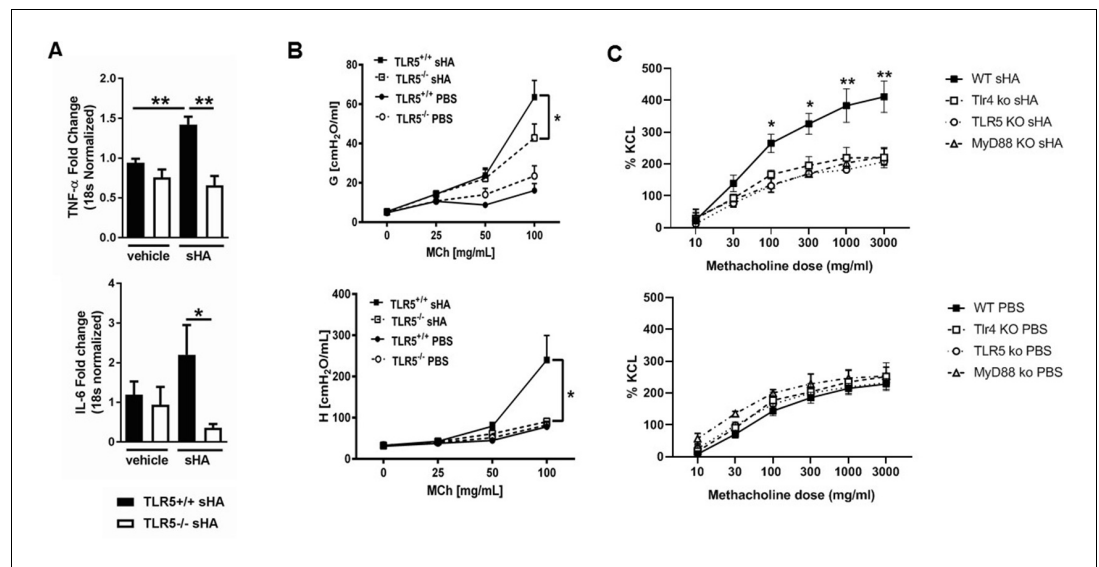 A
TNF-α Fold Change
(18s Normalized)
2.0
1.5
1.0
0.5
0.0
**
**
vehicle
sHA
IL-6 Fold change
(18s normalized)
4
3
2
1
0
*
vehicle
sHA
TLR5+/+ sHA
TLR5-/- sHA
B
TLR5+/+ sHA
TLR5-/- sHA
TLR5+/+ PBS
TLR5-/- PBS
G [cmH2O/ml]
80
60
40
20
0
*
0 25 50 100
MCh [mg/mL]
TLR5+/+ sHA
TLR5-/- sHA
TLR5+/+ PBS
TLR5-/- PBS
H [cmH2O/mL]
400
300
200
100
0
*
0 25 50 100
MCh [mg/mL]
C
% KCL
500
400
300
200
100
0
* * ** **
10 30 100 300 1000 3000
Methacholine dose (mg/ml)
WT sHA
Tlr4 ko sHA
TLR5 KO sHA
MyD88 KO sHA
% KCL
500
400
300
200
100
0
10 30 100 300 1000 3000
Methacholine dose (mg/ml)
WT PBS
Tlr4 KO PBS
TLR5 ko PBS
MyD88 ko PBS